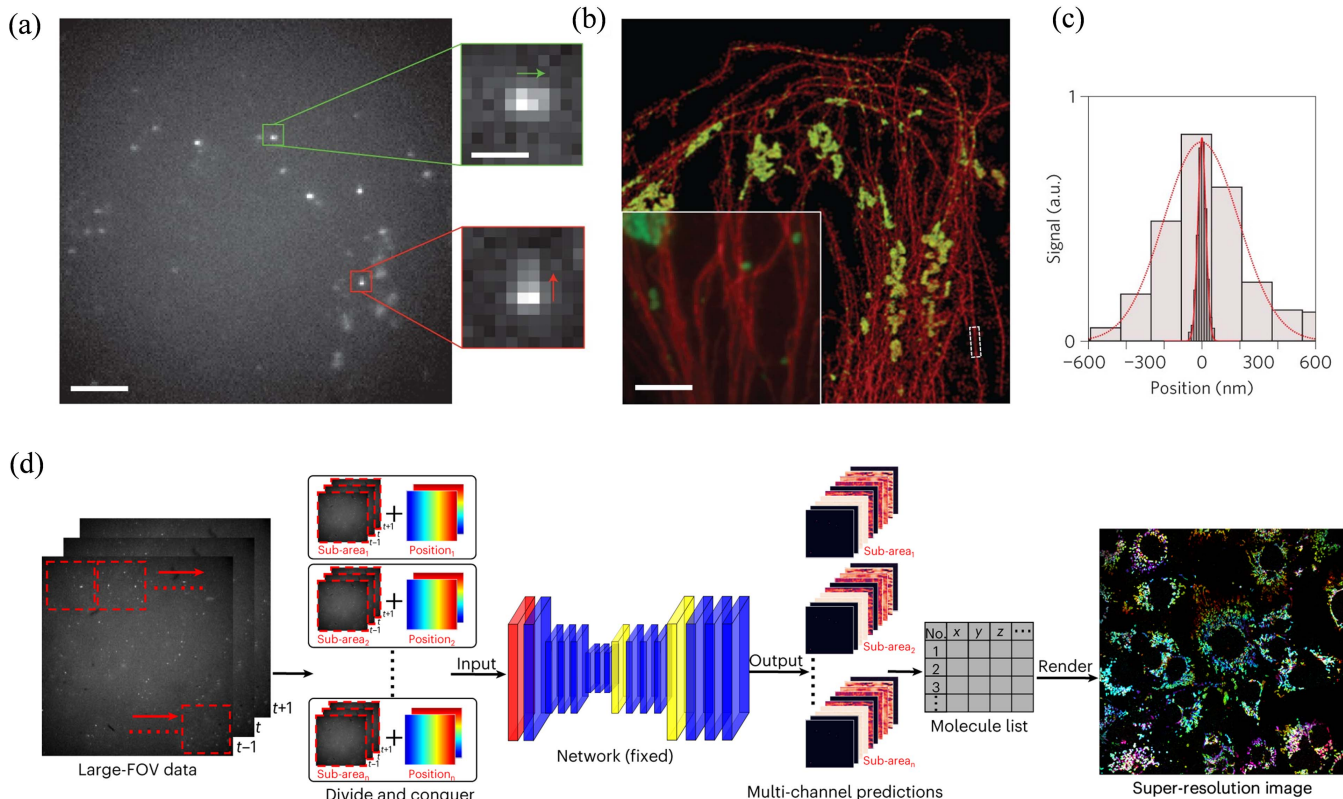 (a)
(b)
(c)
1
Signal (a.u.)
0
−600
−300
0
300
600
Position (nm)
(d)
t+1
t
t−1
Large-FOV data
Sub-area1
+
t+1
t
t−1
Position1
Sub-area2
+
t+1
t
t−1
Position2
Sub-arean
+
t+1
t
t−1
Positionn
Divide and conquer
Input
Network (fixed)
Output
Sub-area1
Sub-area2
Sub-arean
Multi-channel predictions
No. x y z ···
1
2
3
⋮
Molecule list
Render
Super-resolution image